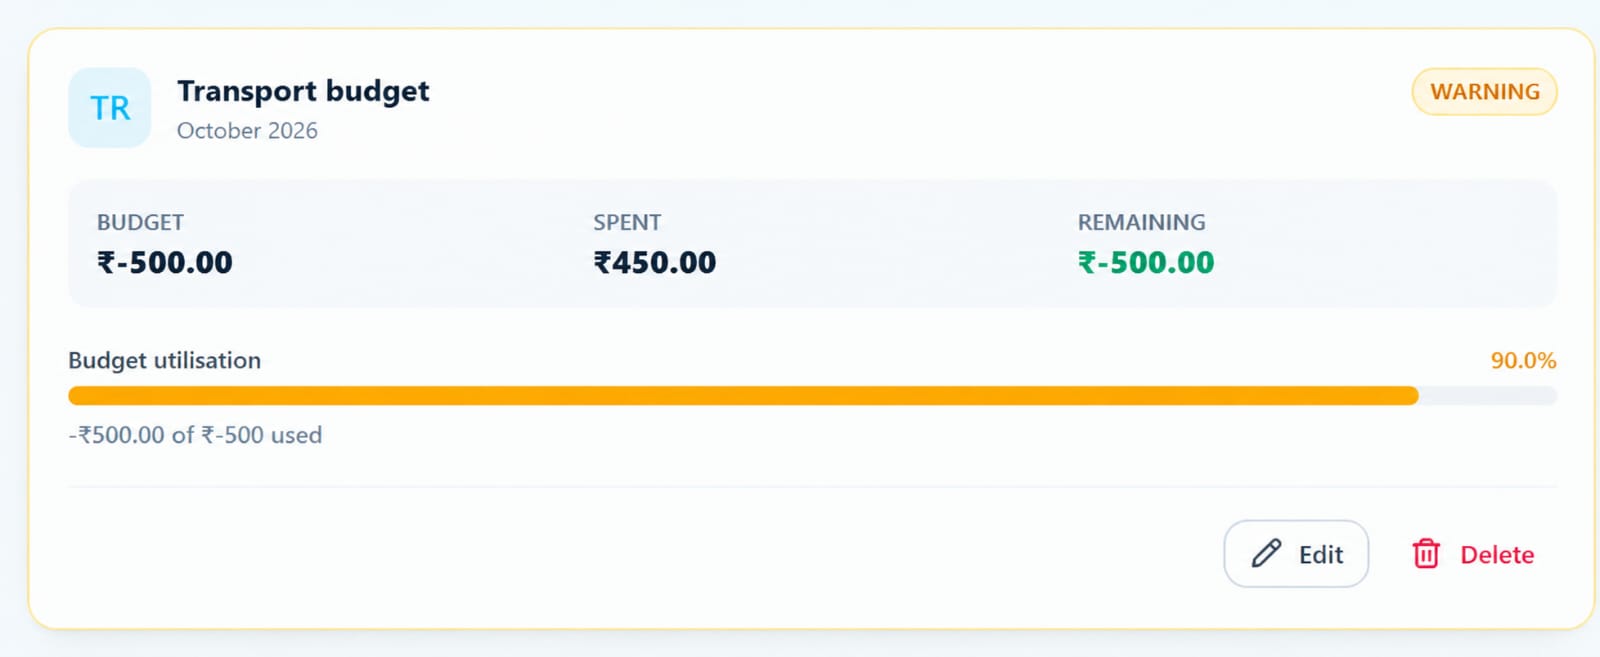 TR
Transport budget
October 2026
WARNING
BUDGET
₹-500.00
SPENT
₹450.00
REMAINING
₹-500.00
Budget utilisation
90.0%
-₹500.00 of ₹-500 used
Edit
Delete